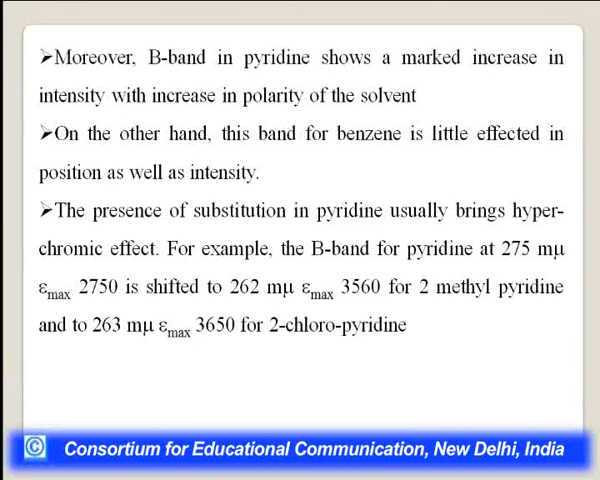 ➢Moreover, B-band in pyridine shows a marked increase in
intensity with increase in polarity of the solvent
➢On the other hand, this band for benzene is little effected in
position as well as intensity.
➢The presence of substitution in pyridine usually brings hyper-
chromic effect. For example, the B-band for pyridine at 275 mμ
εmax 2750 is shifted to 262 mμ εmax 3560 for 2 methyl pyridine
and to 263 mμ εmax 3650 for 2-chloro-pyridine
© Consortium for Educational Communication, New Delhi, India